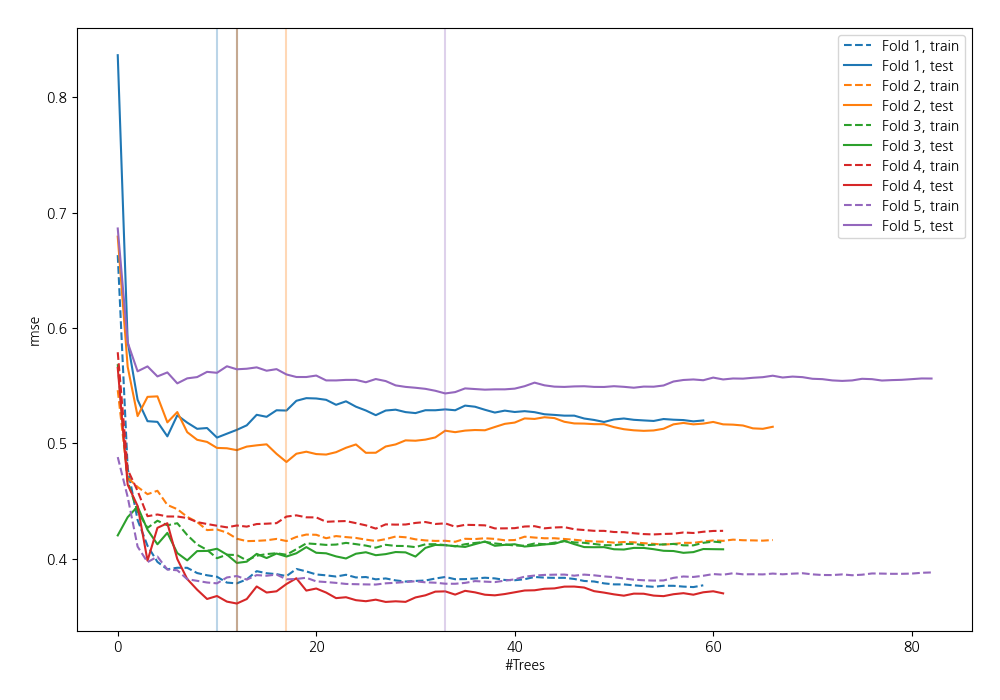 0.8
0.7
0.6
0.5
0.4
rmse
0
20
40
60
80
#Trees
Fold 1, train
Fold 1, test
Fold 2, train
Fold 2, test
Fold 3, train
Fold 3, test
Fold 4, train
Fold 4, test
Fold 5, train
Fold 5, test